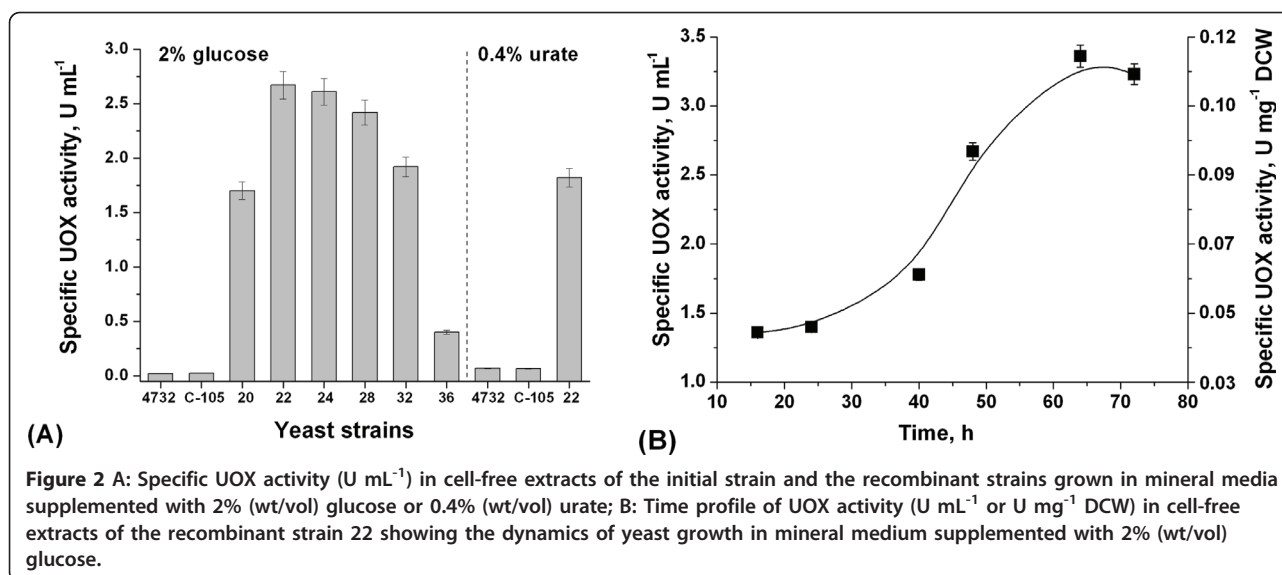 2% glucose
0.4% urate
Specific UOX activity, U mL-1
3.0
2.5
2.0
1.5
1.0
0.5
0.0
4732 C-105 20 22 24 28 32 36 4732 C-105 22
Yeast strains
(A)
Specific UOX activity, U mL-1
3.5
3.0
2.5
2.0
1.5
1.0
10 20 30 40 50 60 70 80
Time, h
(B)
0.12
0.10
0.09
0.07
0.05
0.03
Specific UOX activity, U mg-1 DCW
Figure 2 A: Specific UOX activity (U mL-1) in cell-free extracts of the initial strain and the recombinant strains grown in mineral media
supplemented with 2% (wt/vol) glucose or 0.4% (wt/vol) urate; B: Time profile of UOX activity (U mL-1 or U mg-1 DCW) in cell-free
extracts of the recombinant strain 22 showing the dynamics of yeast growth in mineral medium supplemented with 2% (wt/vol)
glucose.